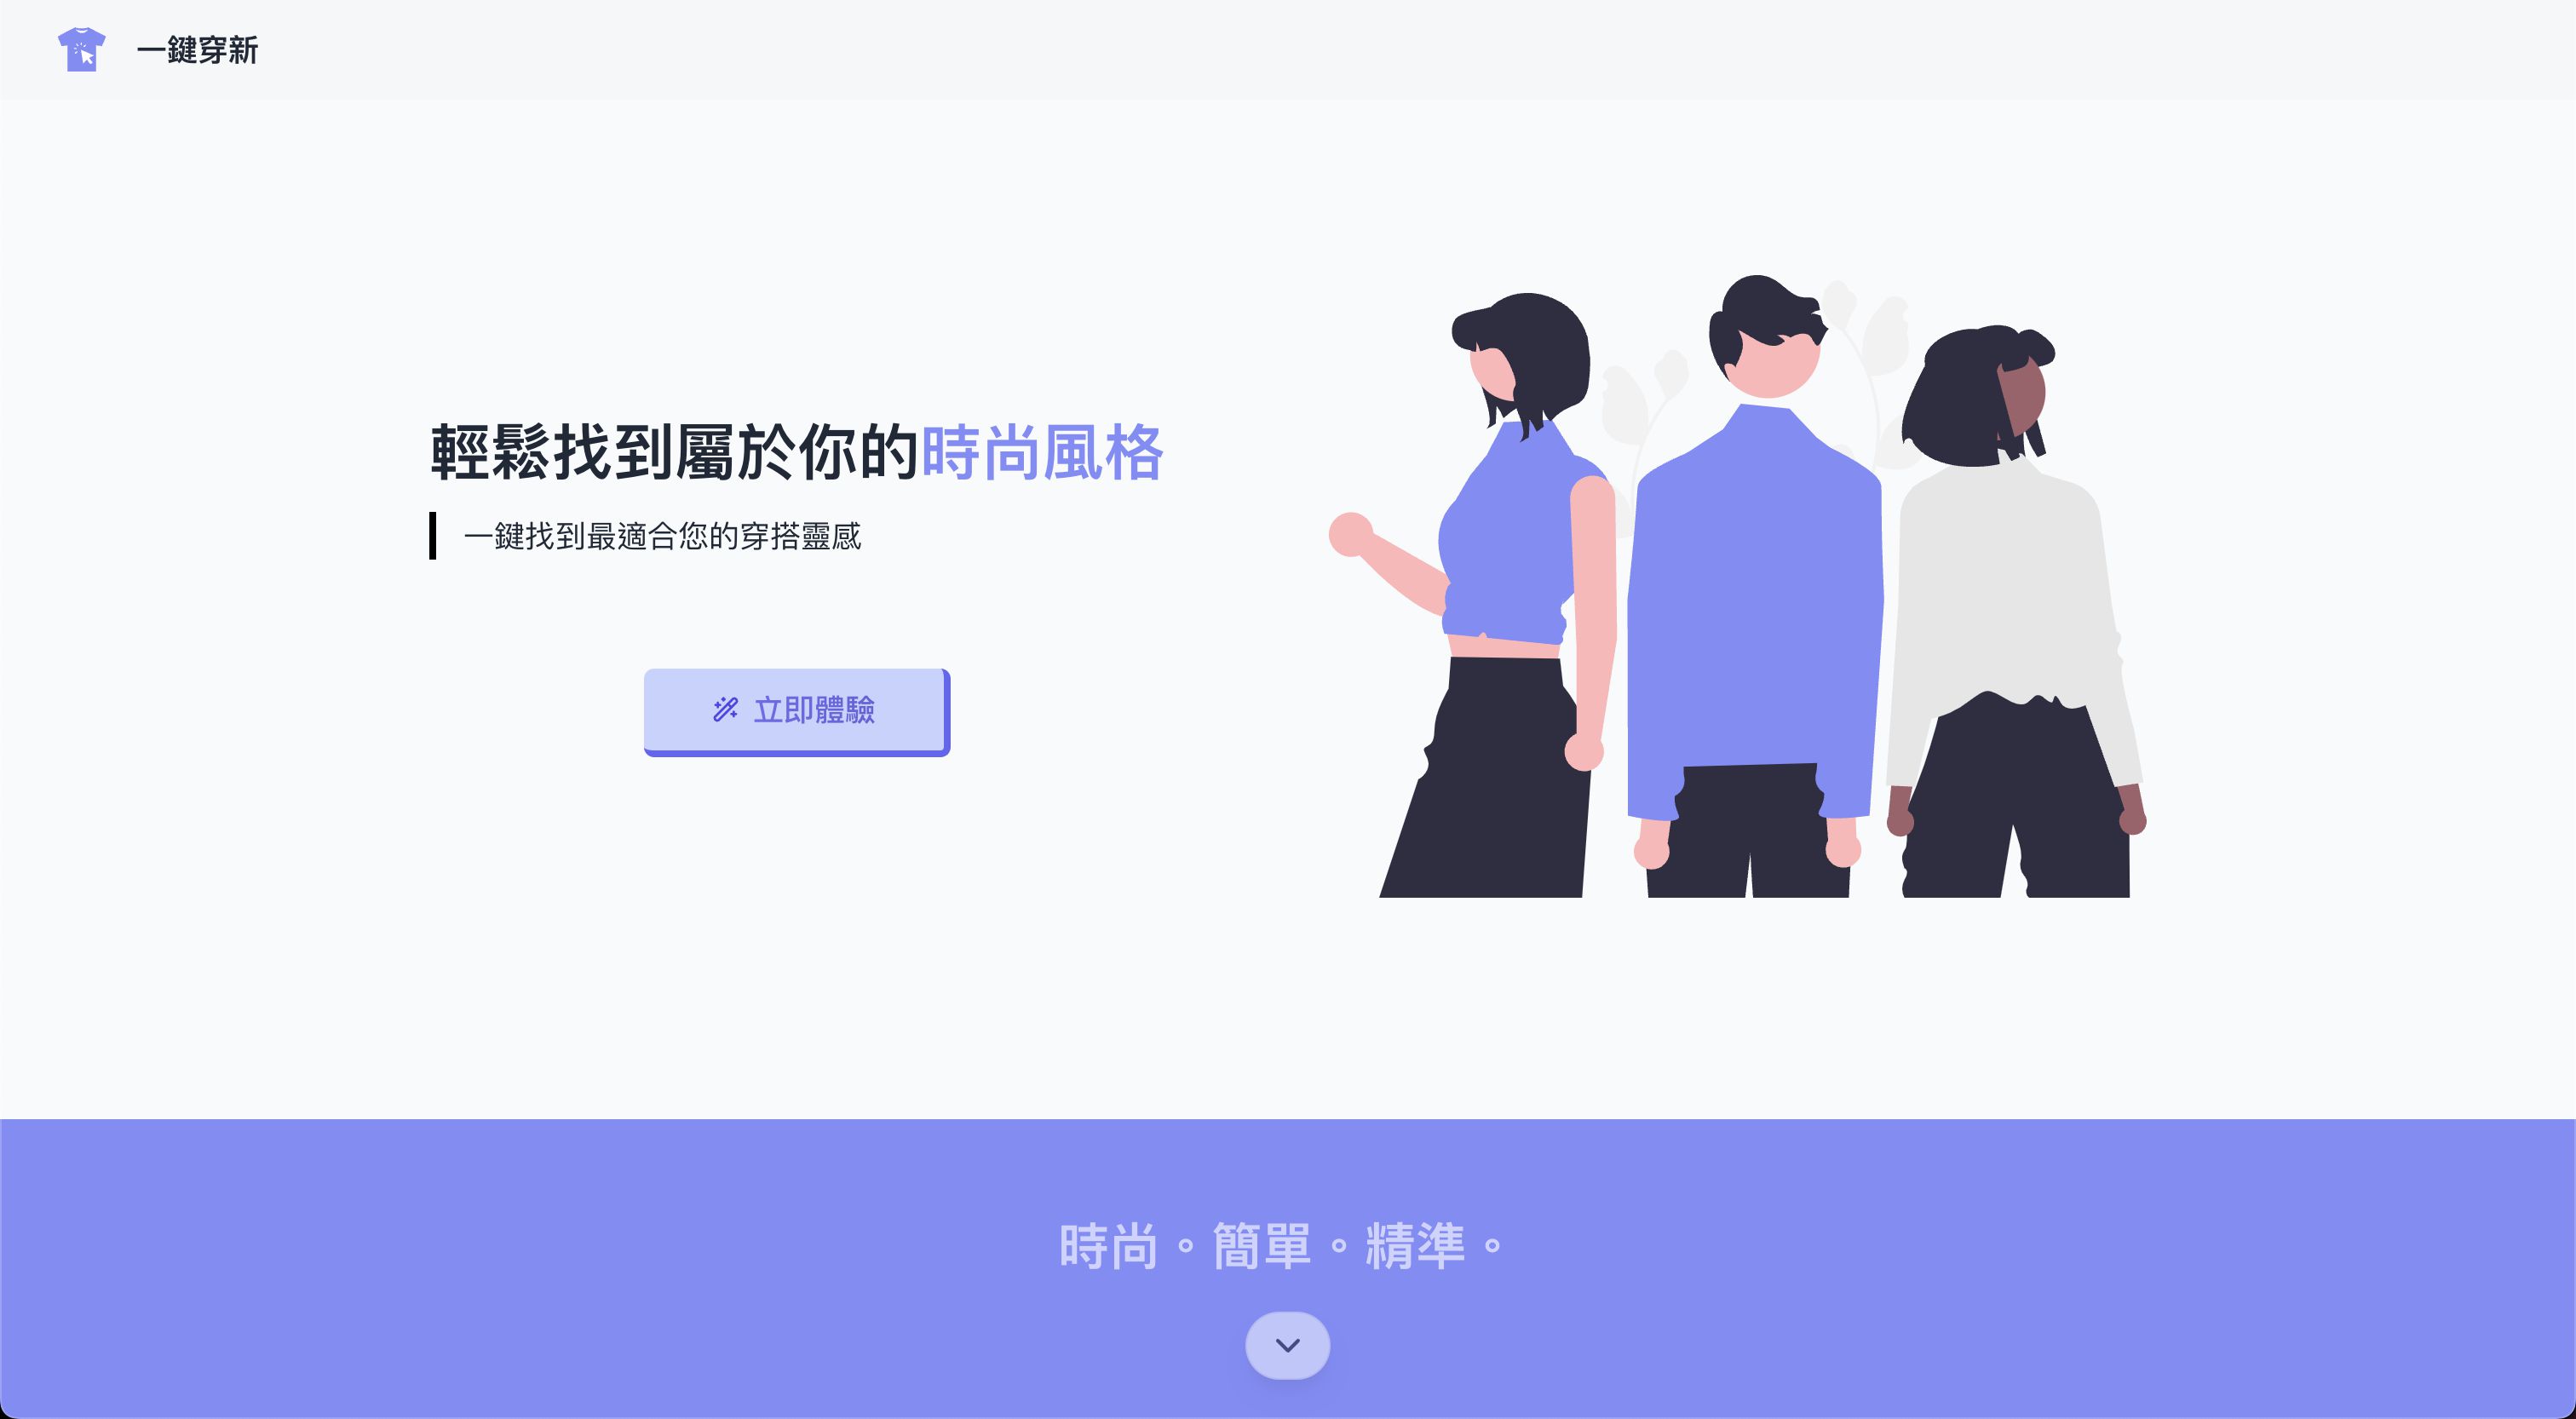 一鍵穿新
輕鬆找到屬於你的時尚風格
一鍵找到最適合您的穿搭靈感
立即體驗
時尚。簡單。精準。